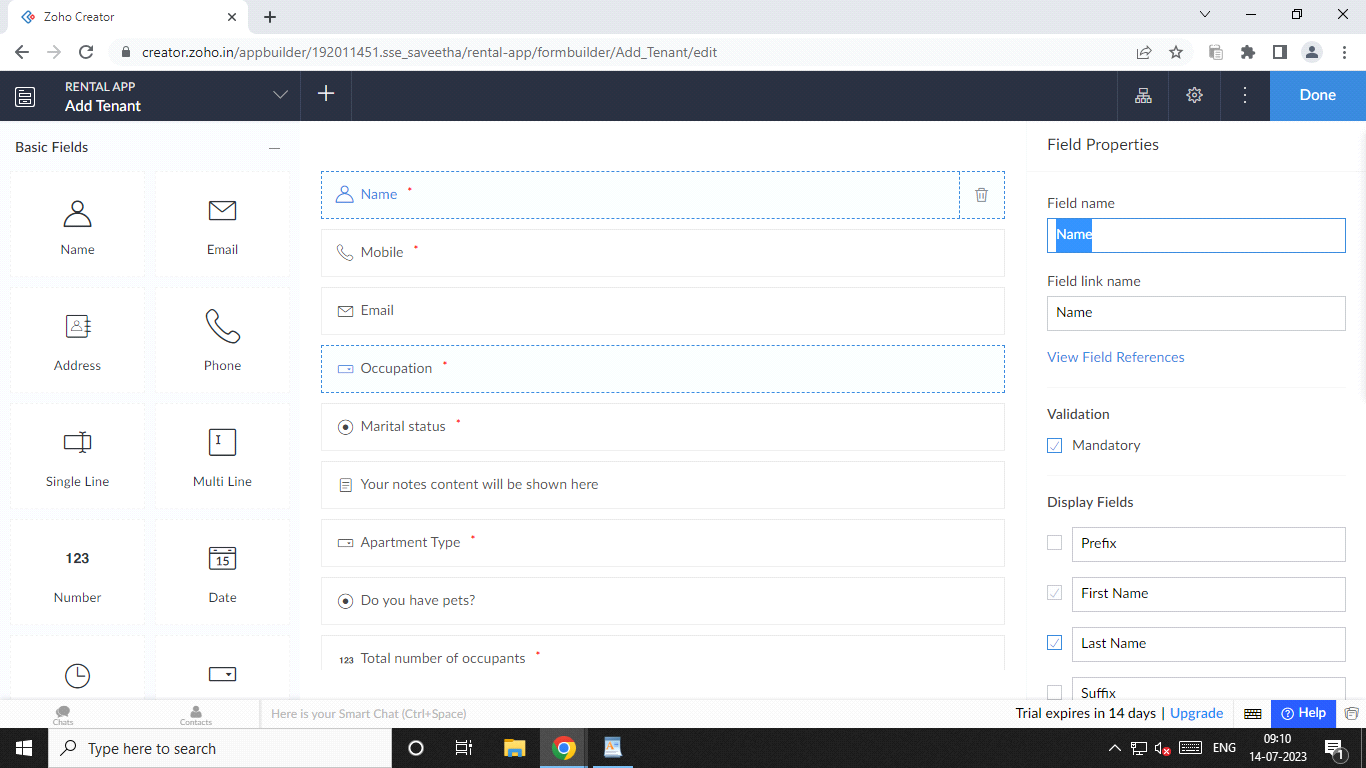 Zoho Creator
creator.zoho.in/appbuilder/192011451.sse_saveetha/rental-app/formbuilder/Add_Tenant/edit
RENTAL APP
Add Tenant
Done
Basic Fields
Name
Email
Address
Phone
Single Line
Multi Line
123
Number
15
Date
Name *
Mobile *
Email
Occupation *
Marital status *
Your notes content will be shown here
Apartment Type *
Do you have pets?
123 Total number of occupants *
Field Properties
Field name
Name
Field link name
Name
View Field References
Validation
Mandatory
Display Fields
Prefix
First Name
Last Name
Suffix
Chats
Contacts
Here is your Smart Chat (Ctrl+Space)
Trial expires in 14 days | Upgrade
Help
Type here to search
ENG
09:10
14-07-2023
1